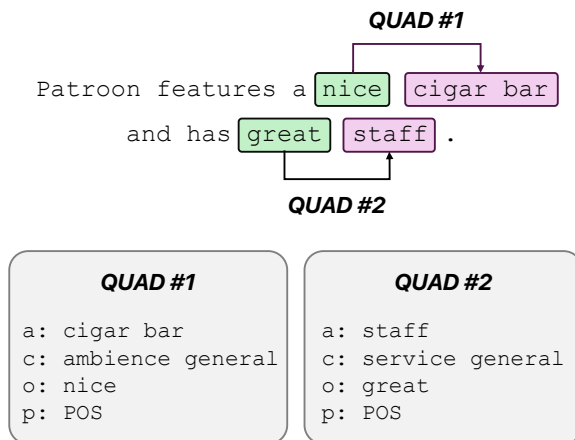 QUAD #1
Patroon features a nice cigar bar
and has great staff .
QUAD #2
QUAD #1
a: cigar bar
c: ambience general
o: nice
p: POS
QUAD #2
a: staff
c: service general
o: great
p: POS